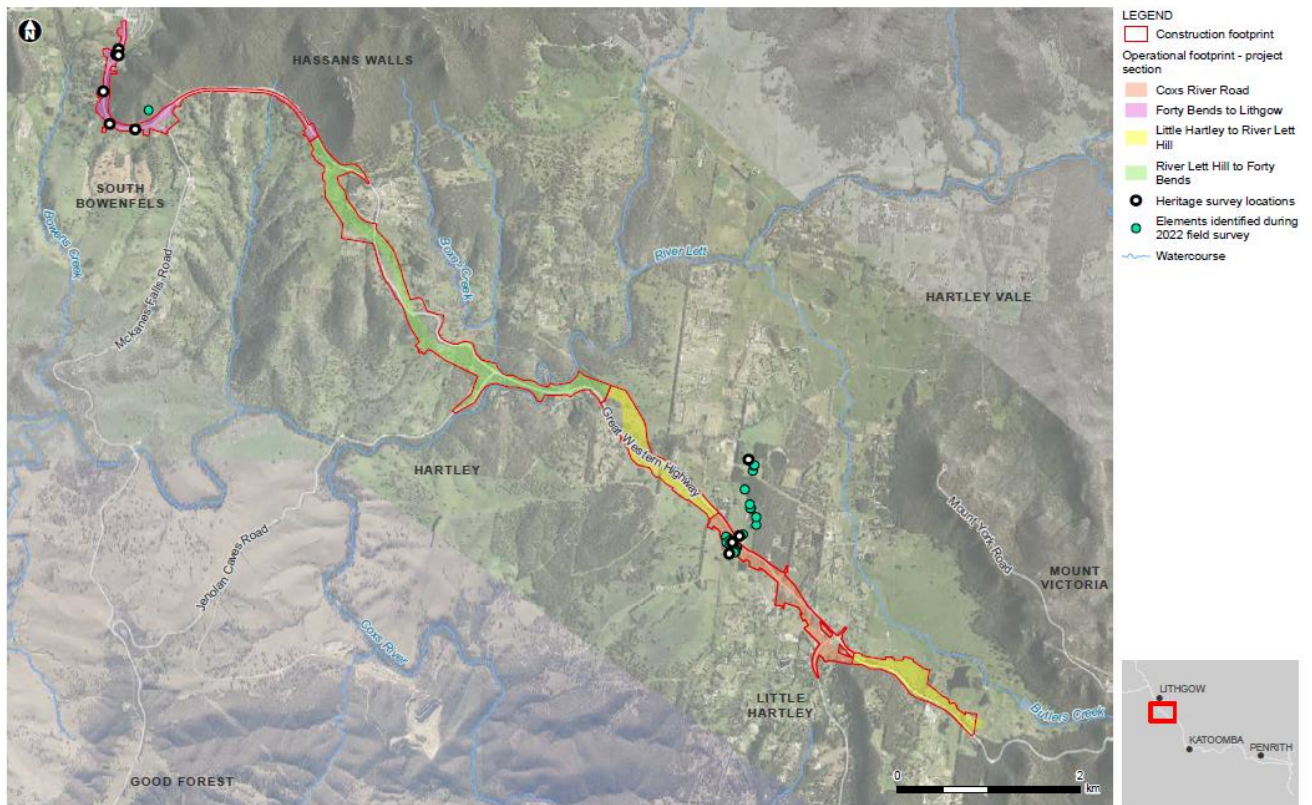 N
HASSANS WALLS
SOUTH
BOWENFELS
Bowens Creek
Mckanes Falls Road
Boxes Creek
River Lett
HARTLEY VALE
HARTLEY
Great Western Highway
Jenolan Caves Road
Coxs River
Mount York Road
MOUNT
VICTORIA
LITTLE
HARTLEY
Butlers Creek
GOOD FOREST
0 2
km
LEGEND
Construction footprint
Operational footprint - project
section
Coxs River Road
Forty Bends to Lithgow
Little Hartley to River Lett
Hill
River Lett Hill to Forty
Bends
Heritage survey locations
Elements identified during
2022 field survey
Watercourse
LITHGOW
KATOOMBA
PENRITH